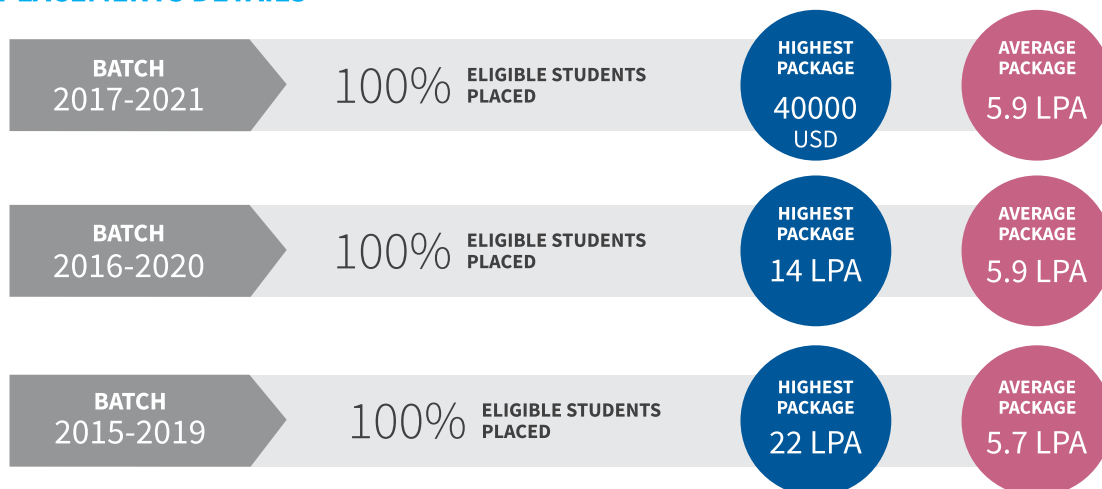 PLACEMENTS DETAILS
BATCH
2017-2021
100% ELIGIBLE STUDENTS
PLACED
HIGHEST
PACKAGE
40000
USD
AVERAGE
PACKAGE
5.9 LPA
BATCH
2016-2020
100% ELIGIBLE STUDENTS
PLACED
HIGHEST
PACKAGE
14 LPA
AVERAGE
PACKAGE
5.9 LPA
BATCH
2015-2019
100% ELIGIBLE STUDENTS
PLACED
HIGHEST
PACKAGE
22 LPA
AVERAGE
PACKAGE
5.7 LPA